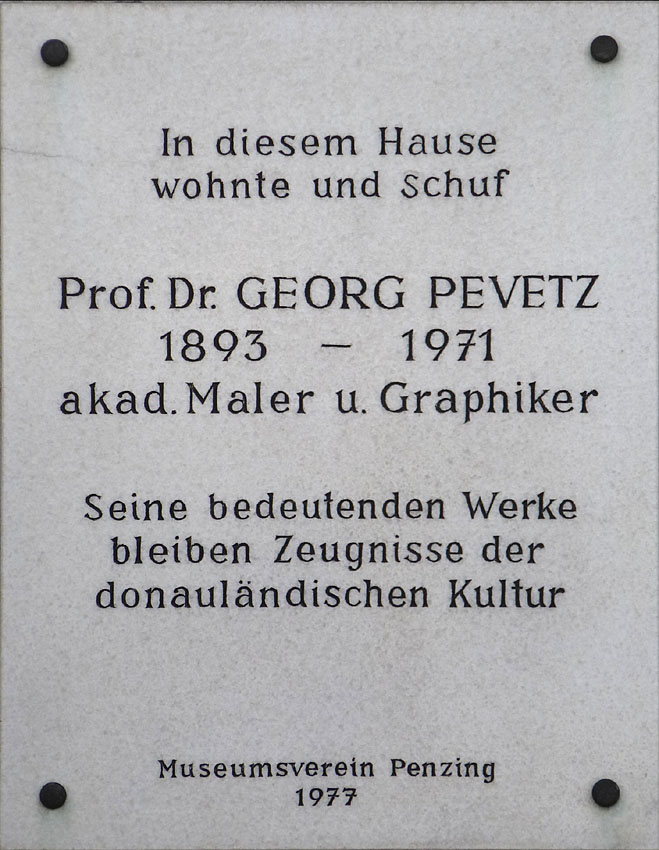 In diesem Hause
wohnte und schuf
Prof. Dr. GEORG PEVETZ
1893 – 1971
akad. Maler u. Graphiker
Seine bedeutenden Werke
bleiben Zeugnisse der
donauländischen Kultur
Museumsverein Penzing
1977